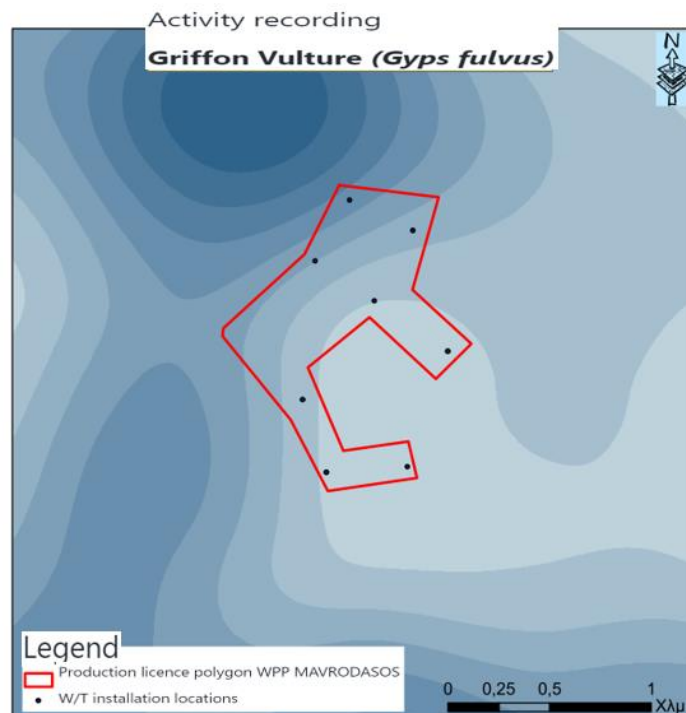 Activity recording
Griffon Vulture (Gyps fulvus)
N
Legend
Production licence polygon WPP MAVRODASOS
W/T installation locations
0 0,25 0,5 1
Χλμ